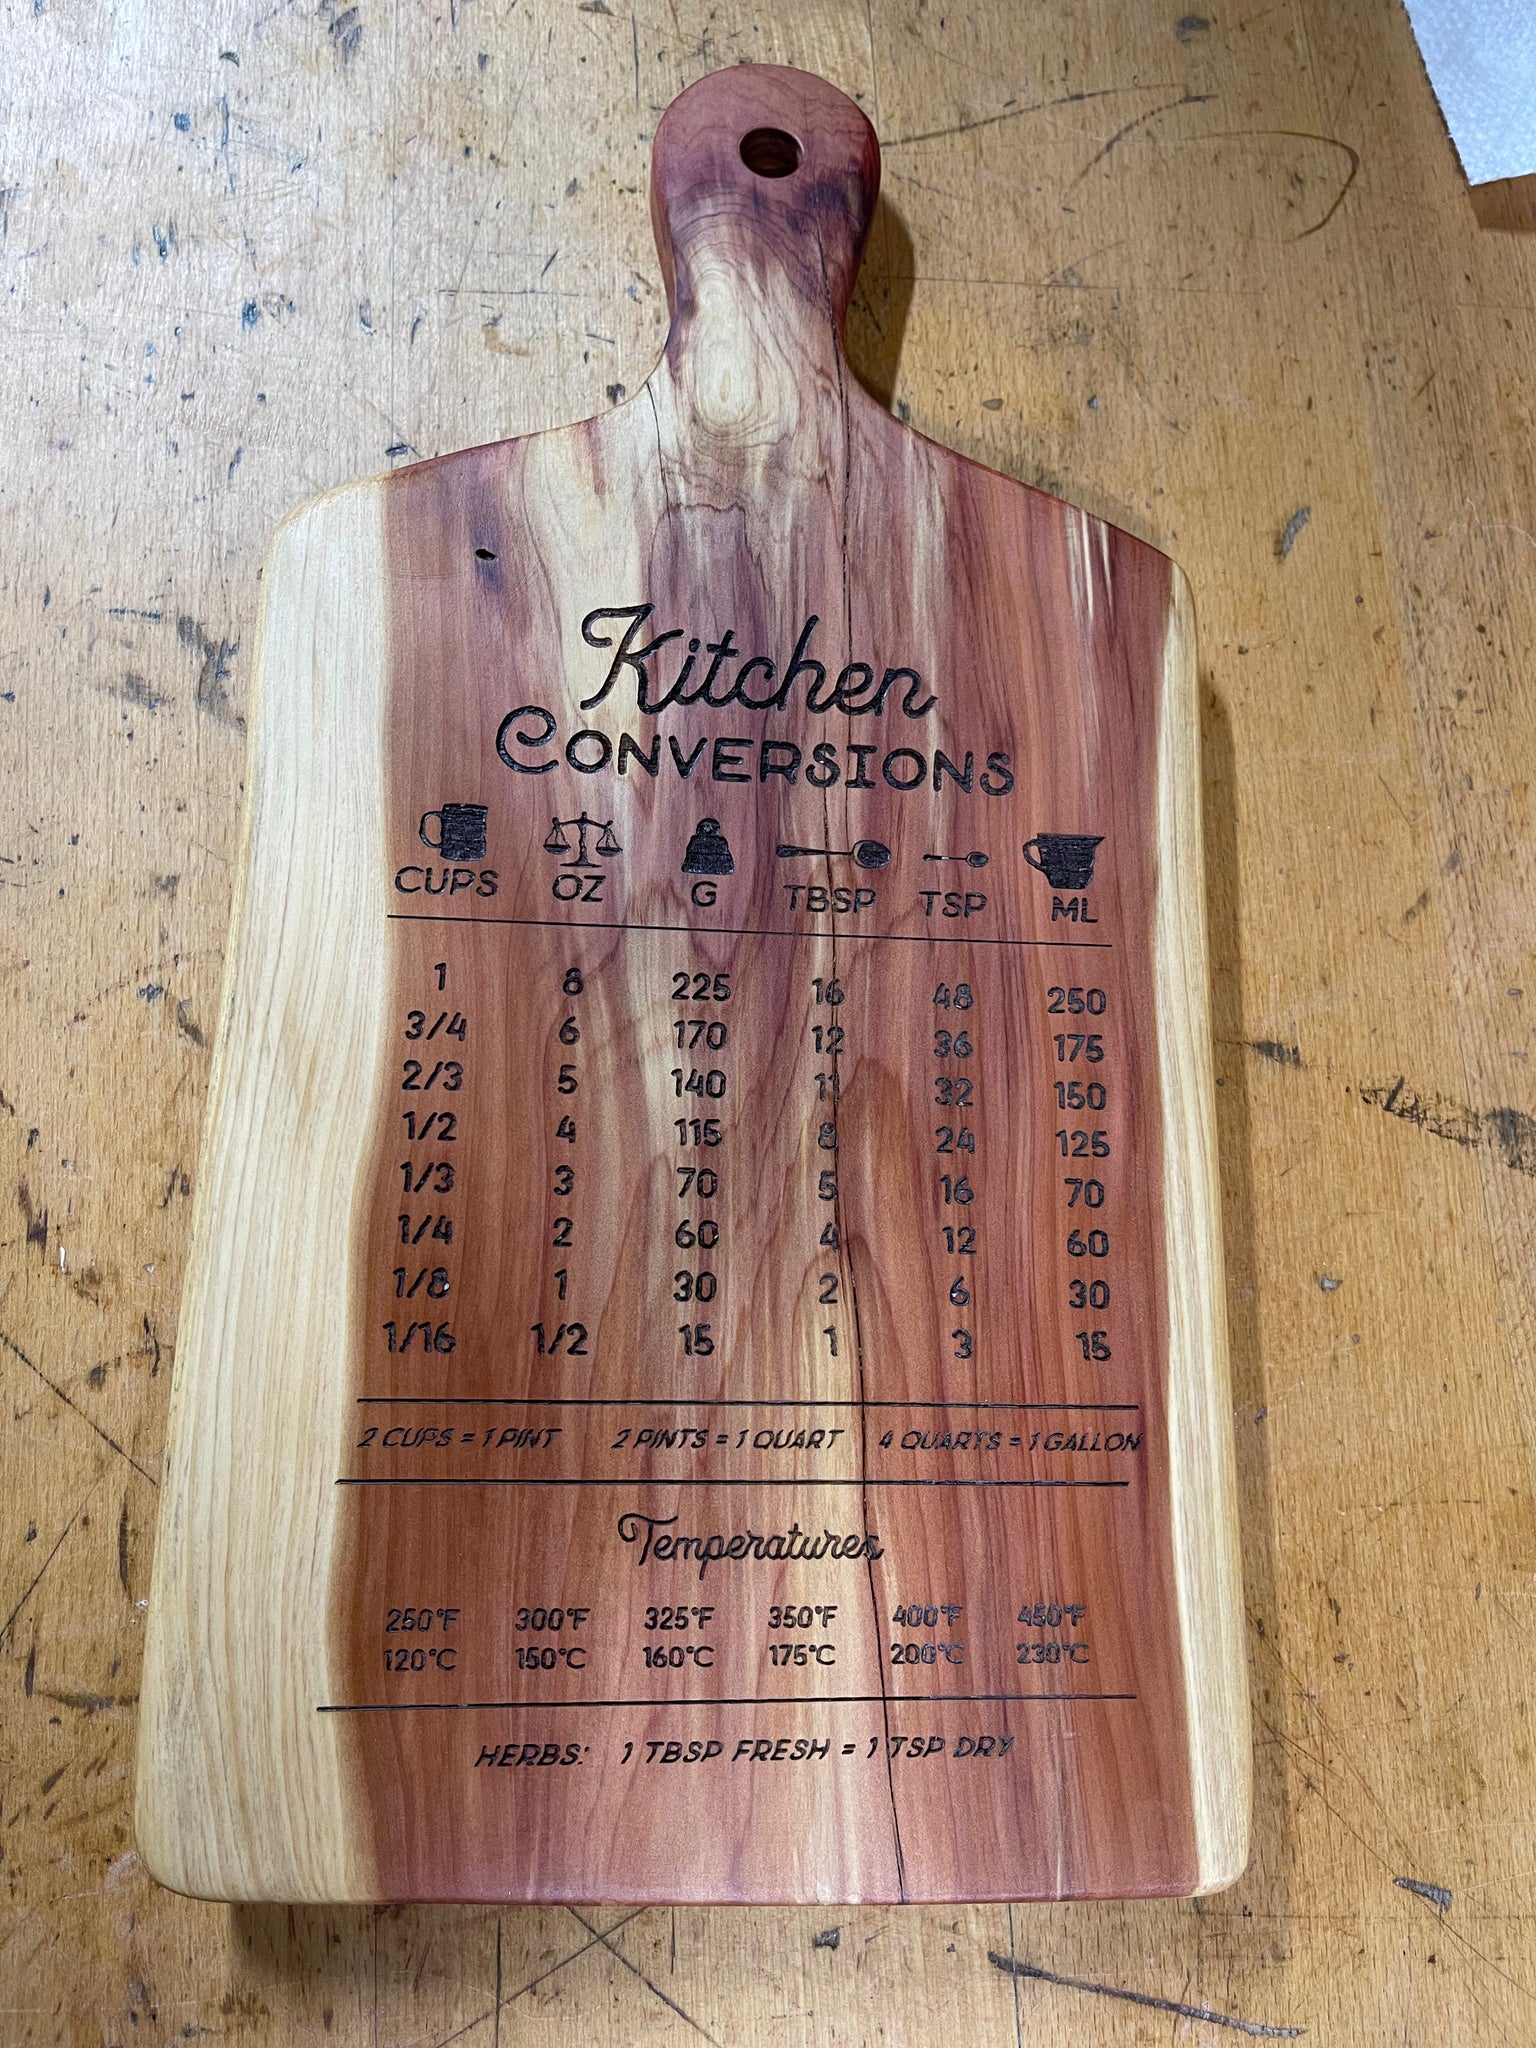 Kitchen
CONVERSIONS
CUPS OZ G TBSP TSP ML
1 8 225 16 48 250
3/4 6 170 12 36 175
2/3 5 140 11 32 150
1/2 4 115 8 24 125
1/3 3 70 5 16 70
1/4 2 60 4 12 60
1/8 1 30 2 6 30
1/16 1/2 15 1 3 15
2 CUPS = 1 PINT 2 PINTS = 1 QUART 4 QUARTS = 1 GALLON
Temperatures
250°F 300°F 325°F 350°F 400°F 450°F
120°C 150°C 160°C 175°C 200°C 230°C
HERBS: 1 TBSP FRESH = 1 TSP DRY